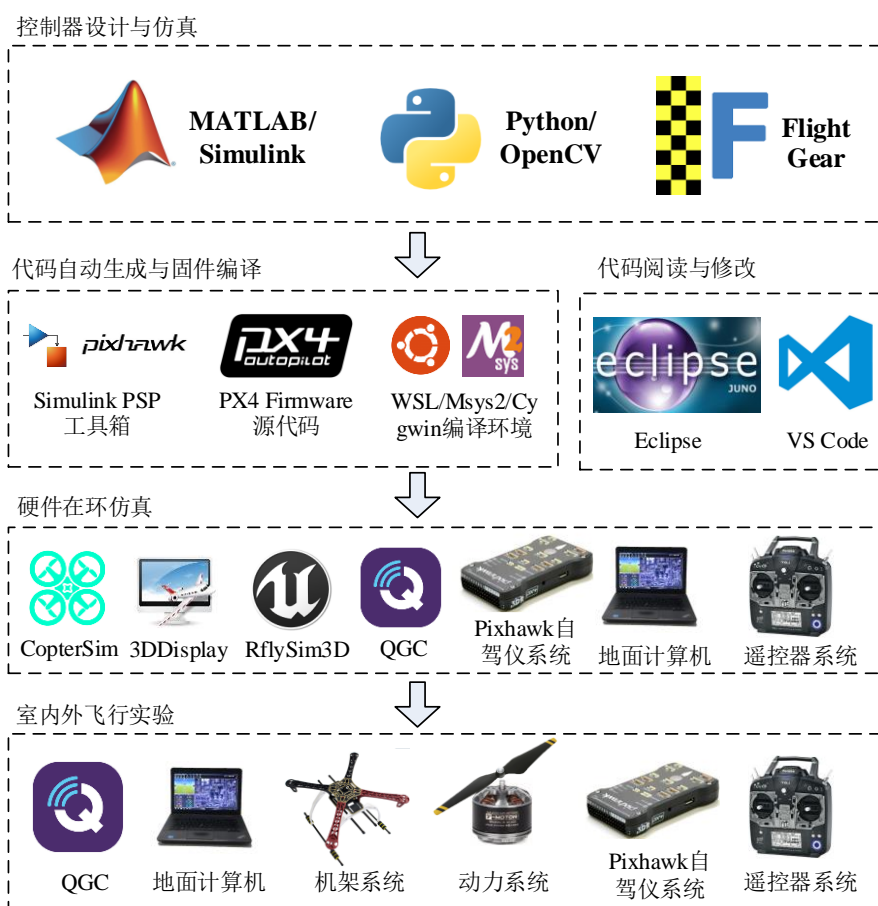 控制器设计与仿真
MATLAB/
Simulink
Python/
OpenCV
Flight
Gear
代码自动生成与固件编译
pixhawk
Simulink PSP
工具箱
PX4
autopilot
PX4 Firmware
源代码
M2
sys
WSL/Msys2/Cy
gwin编译环境
代码阅读与修改
eclipse
JUNO
Eclipse
VS Code
硬件在环仿真
CopterSim
3DDisplay
RflySim3D
QGC
pixhawk
Pixhawk自
驾仪系统
地面计算机
遥控器系统
室内外飞行实验
QGC
地面计算机
机架系统
T-MOTOR
动力系统
pixhawk
Pixhawk自
驾仪系统
遥控器系统